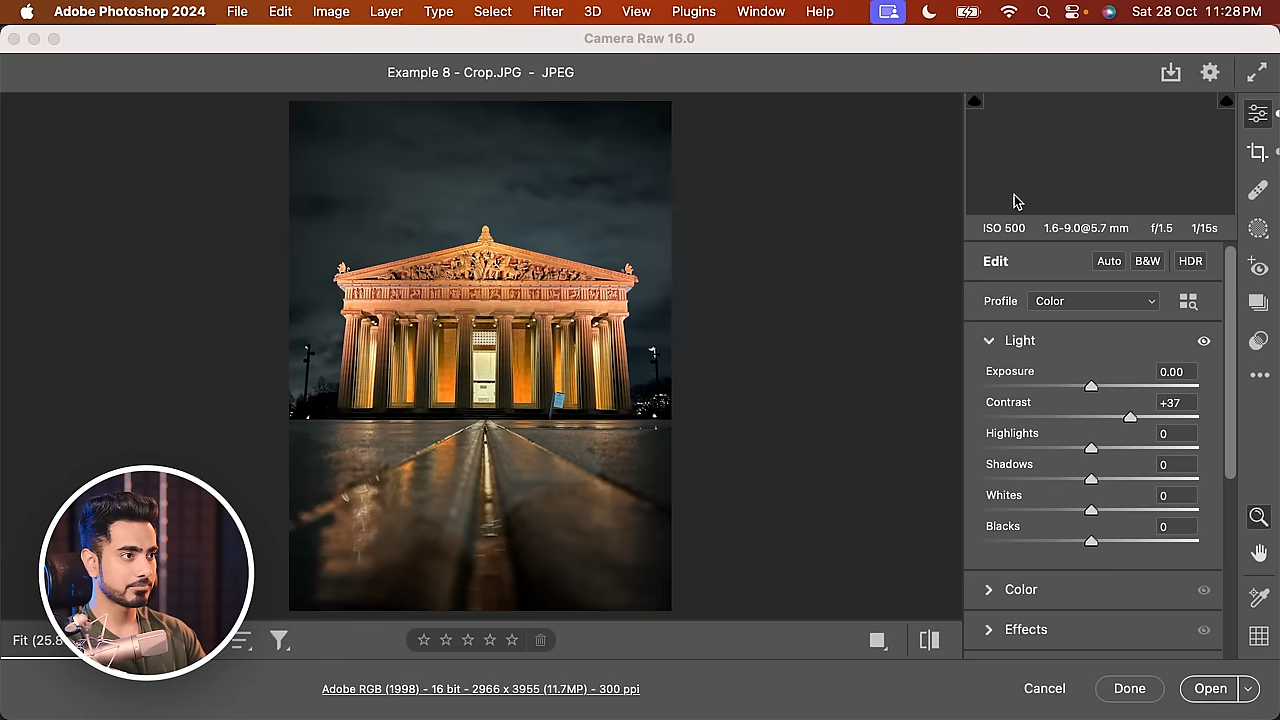 Adobe Photoshop 2024 File Edit Image Layer Type Select Filter 3D View Plugins Window Help Sat 28 Oct 11:28 PM
Camera Raw 16.0
Example 8 - Crop.JPG - JPEG
ISO 500 1.6-9.0@5.7 mm f/1.5 1/15s
Edit Auto B&W HDR
Profile Color
Light
Exposure 0.00
Contrast +37
Highlights 0
Shadows 0
Whites 0
Blacks 0
Color
Effects
Fit (25.8
Adobe RGB (1998) - 16 bit - 2966 x 3955 (11.7MP) - 300 ppi
Cancel Done Open